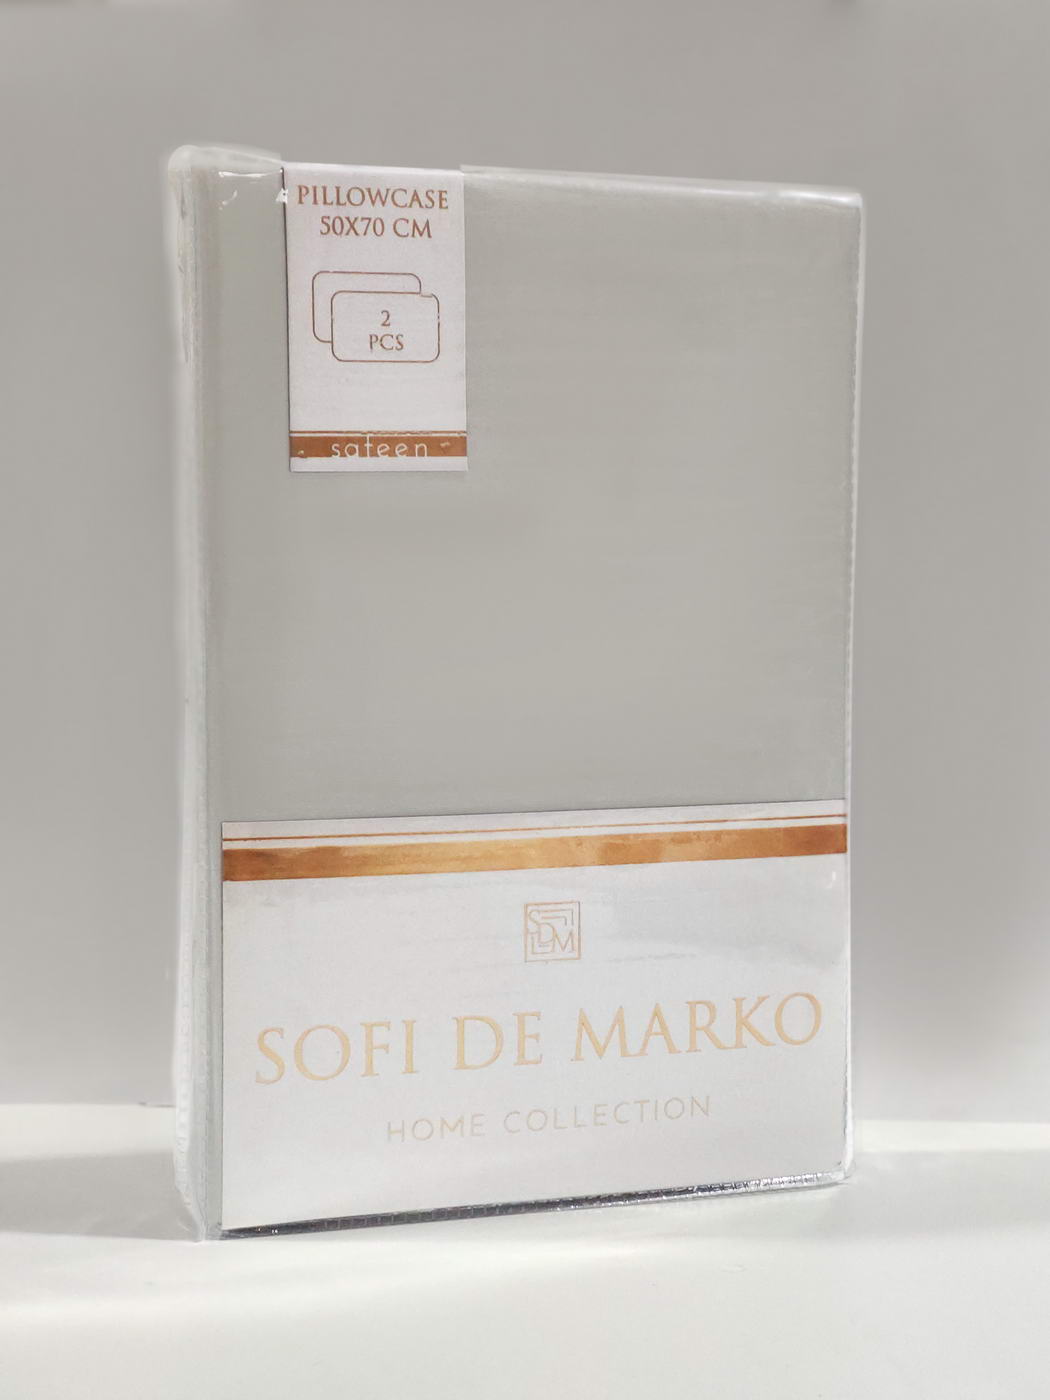 PILLOWCASE
50X70 CM
2
PCS
sateen
SDM
SOFI DE MARKO
HOME COLLECTION